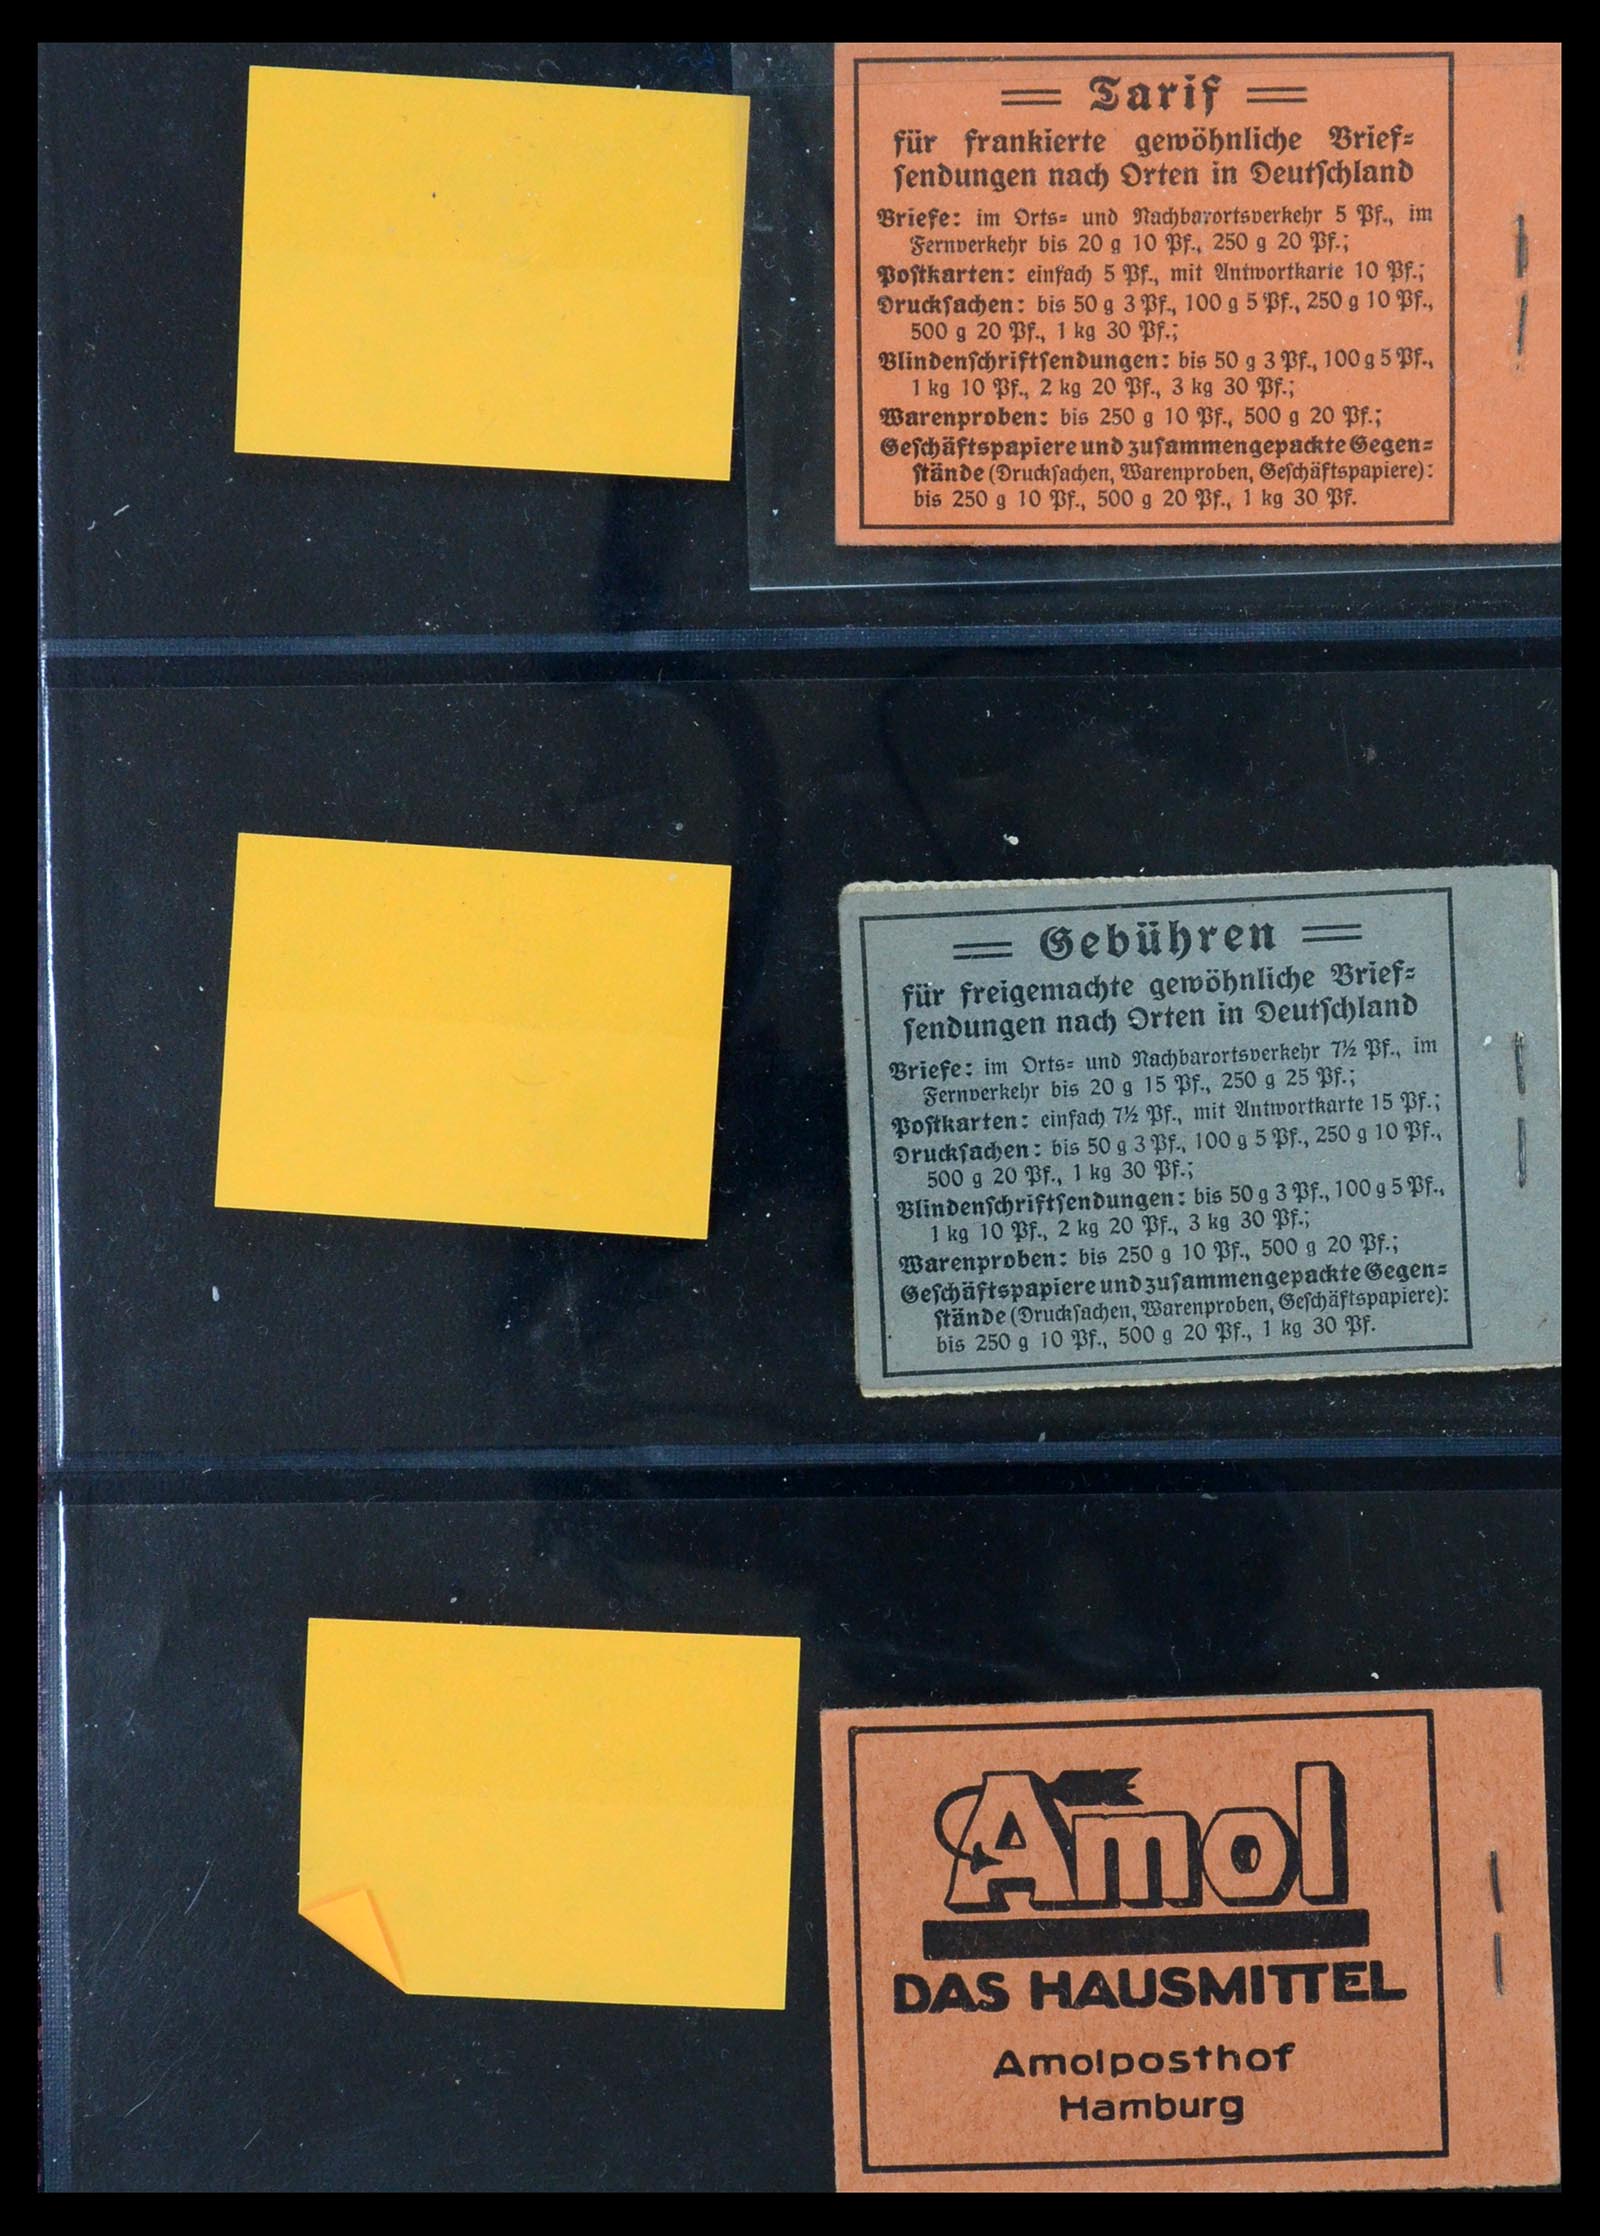 Tarif
für frankierte gewöhnliche Brief=
sendungen nach Orten in Deutschland
Briefe: im Orts= und Nachbarortsverkehr 5 Pf., im
Fernverkehr bis 20 g 10 Pf., 250 g 20 Pf.;
Postkarten: einfach 5 Pf., mit Antwortkarte 10 Pf.;
Drucksachen: bis 50 g 3 Pf., 100 g 5 Pf., 250 g 10 Pf.,
500 g 20 Pf., 1 kg 30 Pf.;
Blindenschriftsendungen: bis 50 g 3 Pf., 100 g 5 Pf.,
1 kg 10 Pf., 2 kg 20 Pf., 3 kg 30 Pf.;
Warenproben: bis 250 g 10 Pf., 500 g 20 Pf.;
Geschäftspapiere und zusammengepackte Gegen=
stände (Drucksachen, Warenproben, Geschäftspapiere):
bis 250 g 10 Pf., 500 g 20 Pf., 1 kg 30 Pf.
Gebühren
für freigemachte gewöhnliche Brief=
sendungen nach Orten in Deutschland
Briefe: im Orts= und Nachbarortsverkehr 7½ Pf., im
Fernverkehr bis 20 g 15 Pf., 250 g 25 Pf.;
Postkarten: einfach 7½ Pf., mit Antwortkarte 15 Pf.;
Drucksachen: bis 50 g 3 Pf., 100 g 5 Pf., 250 g 10 Pf.,
500 g 20 Pf., 1 kg 30 Pf.;
Blindenschriftsendungen: bis 50 g 3 Pf., 100 g 5 Pf.,
1 kg 10 Pf., 2 kg 20 Pf., 3 kg 30 Pf.;
Warenproben: bis 250 g 10 Pf., 500 g 20 Pf.;
Geschäftspapiere und zusammengepackte Gegen=
stände (Drucksachen, Warenproben, Geschäftspapiere):
bis 250 g 10 Pf., 500 g 20 Pf., 1 kg 30 Pf.
Amol
DAS HAUSMITTEL
Amolposthof
Hamburg